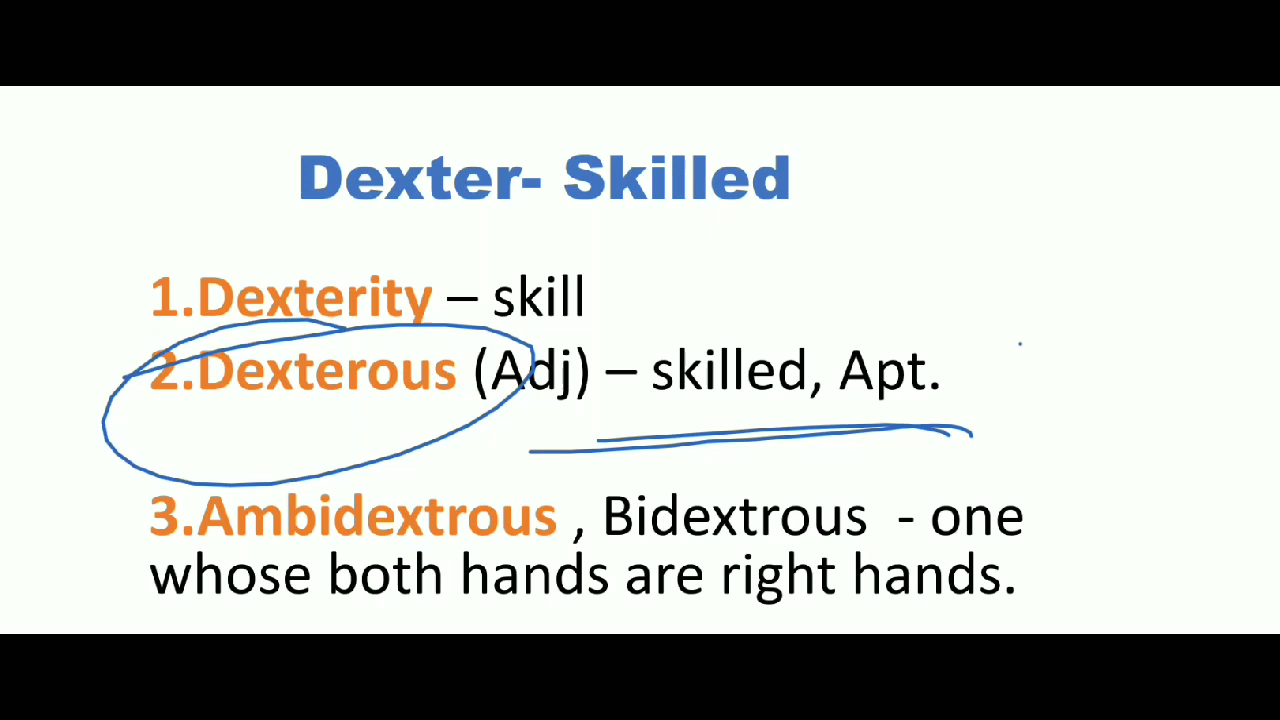 Dexter- Skilled
1.Dexterity – skill
2.Dexterous (Adj) – skilled, Apt.
3.Ambidextrous , Bidextrous - one
whose both hands are right hands.